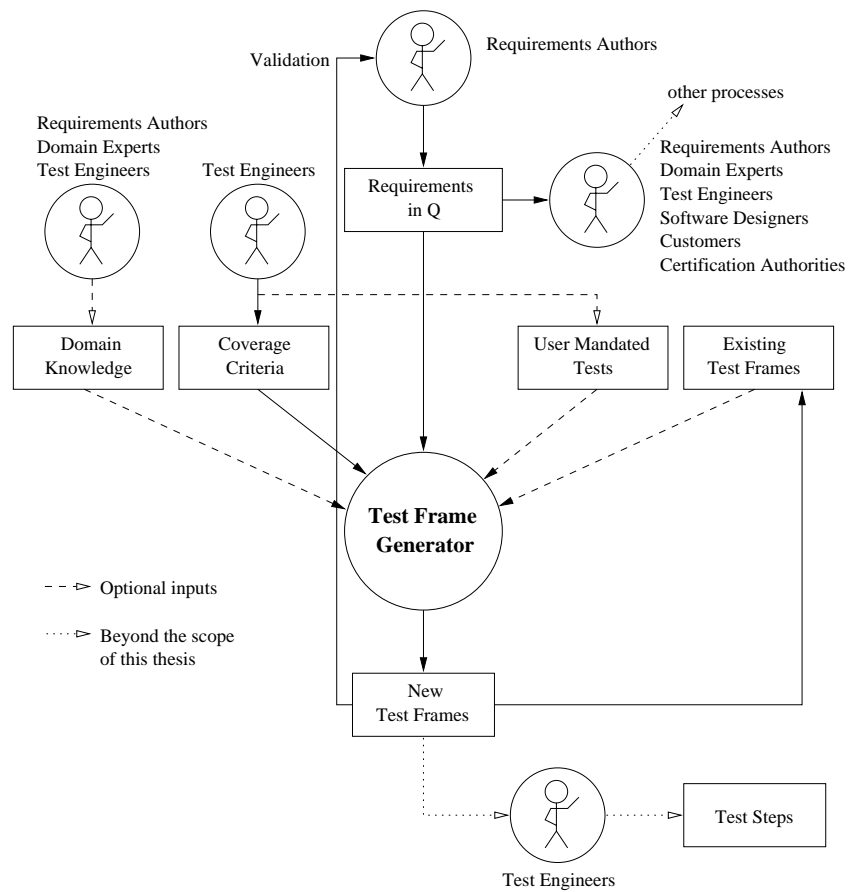 Validation
Requirements Authors
other processes
Requirements Authors
Domain Experts
Test Engineers
Test Engineers
Requirements
in Q
Requirements Authors
Domain Experts
Test Engineers
Software Designers
Customers
Certification Authorities
Domain
Knowledge
Coverage
Criteria
User Mandated
Tests
Existing
Test Frames
Test Frame
Generator
Optional inputs
Beyond the scope
of this thesis
New
Test Frames
Test Steps
Test Engineers